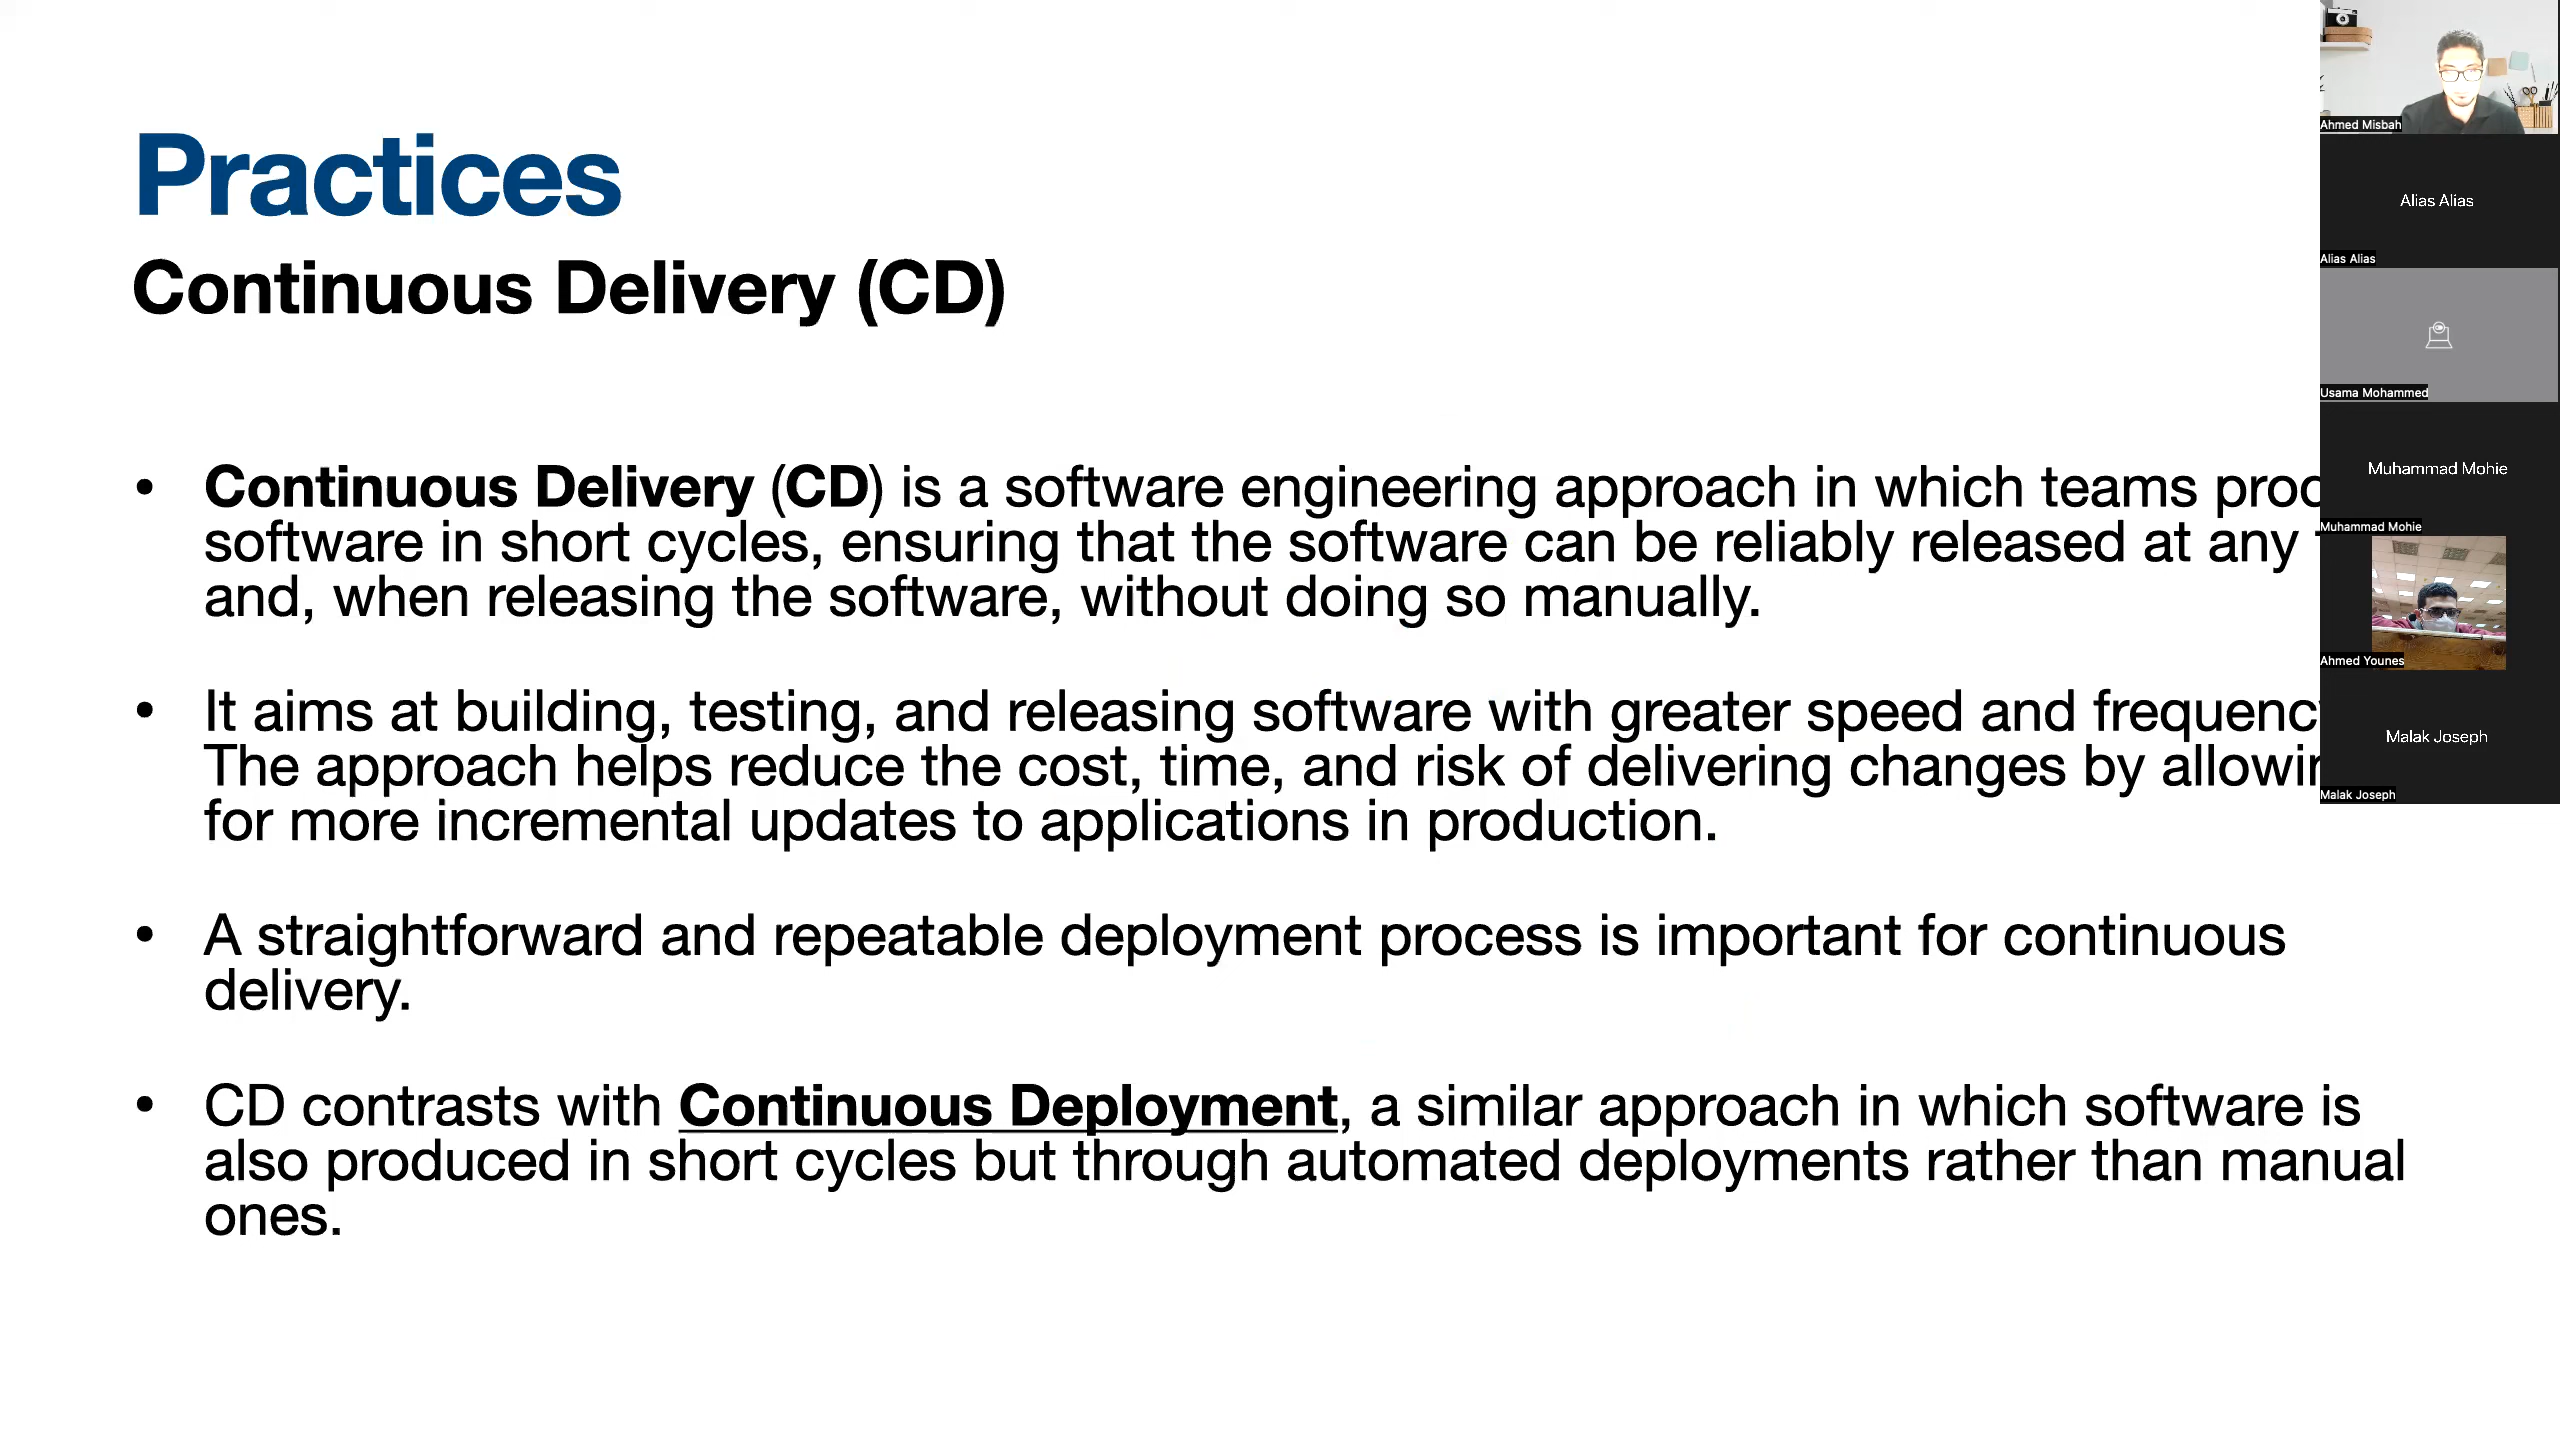 Practices
Continuous Delivery (CD)
• Continuous Delivery (CD) is a software engineering approach in which teams
software in short cycles, ensuring that the software can be reliably released at any
and, when releasing the software, without doing so manually.
• It aims at building, testing, and releasing software with greater speed and
The approach helps reduce the cost, time, and risk of delivering changes by
for more incremental updates to applications in production.
• A straightforward and repeatable deployment process is important for continuous
delivery.
• CD contrasts with Continuous Deployment, a similar approach in which software is
also produced in short cycles but through automated deployments rather than manual
ones.
Ahmed Misbah
Alias Alias
Alias Alias
Usama Mohammed
Muhammad Mohie
Muhammad Mohie
Ahmed Younes
Malak Joseph
Malak Joseph